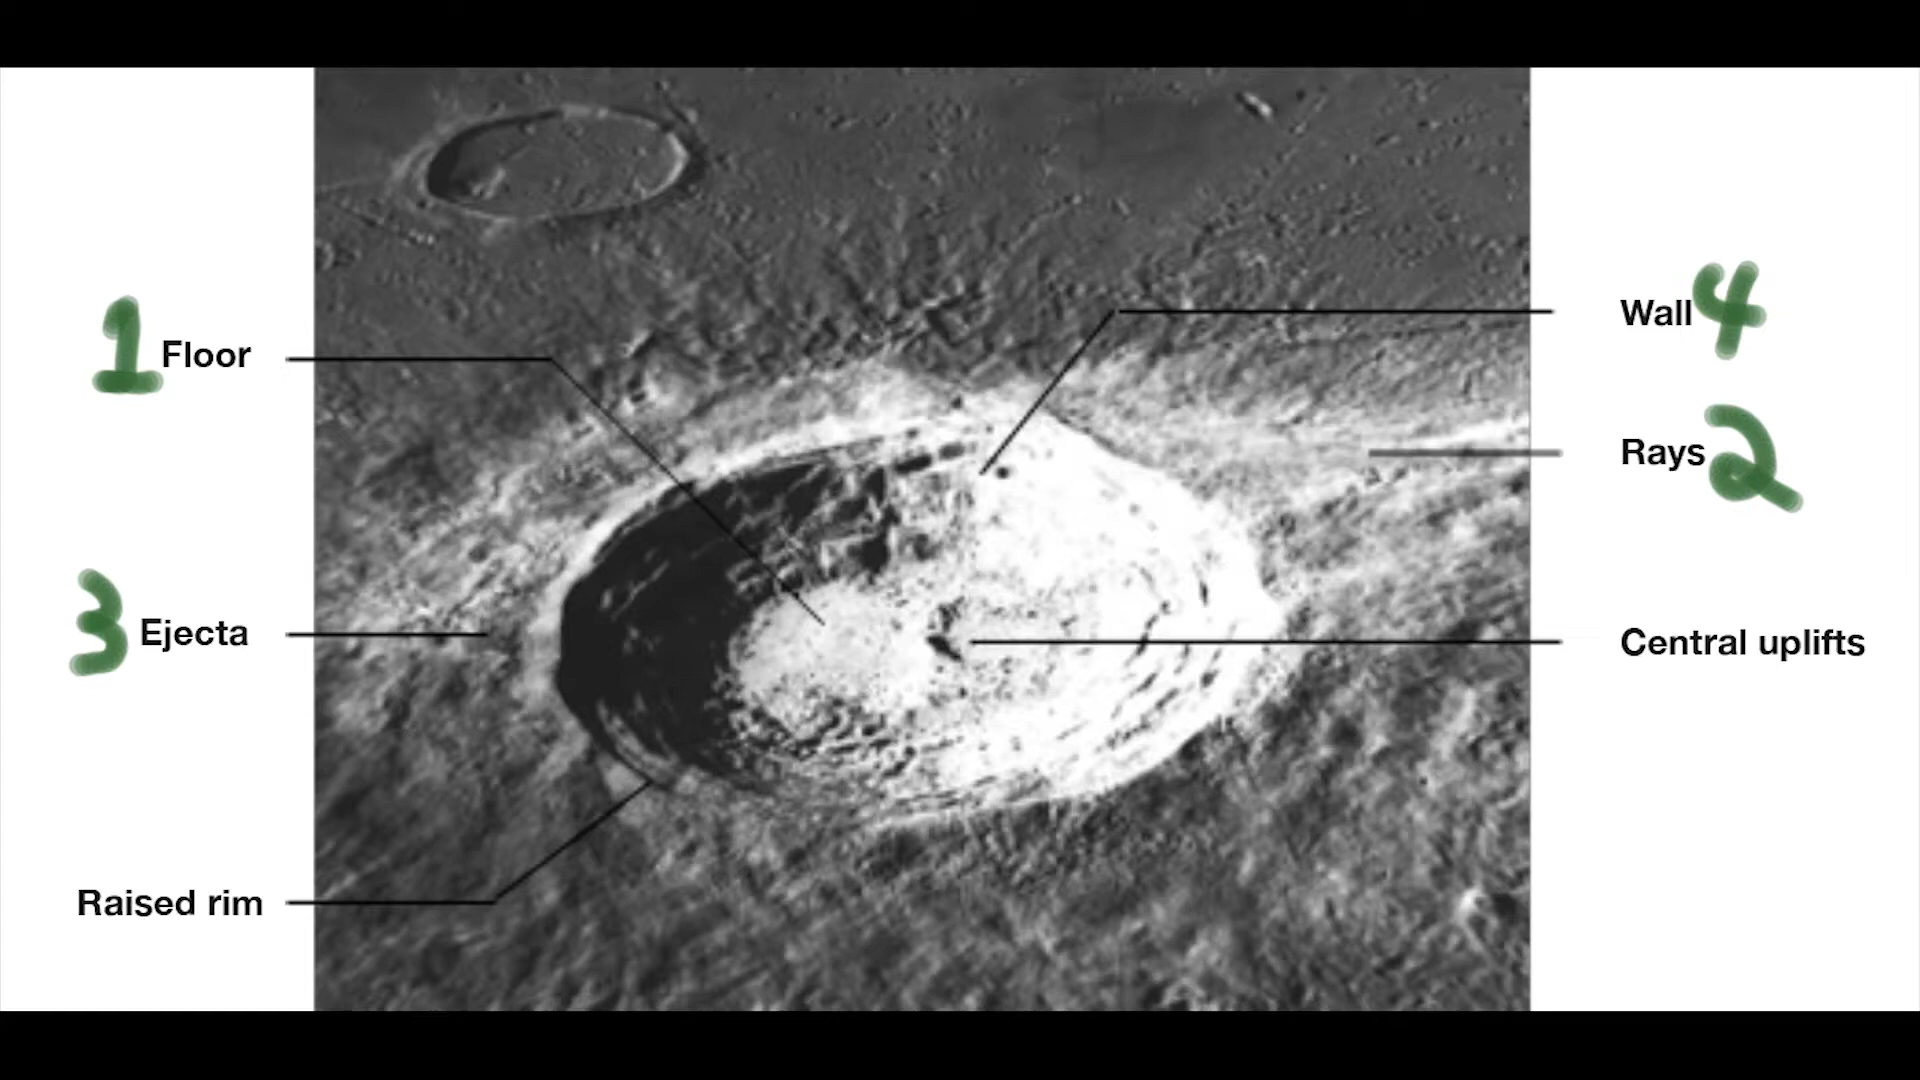 1 Floor
3 Ejecta
Raised rim
Wall 4
Rays 2
Central uplifts